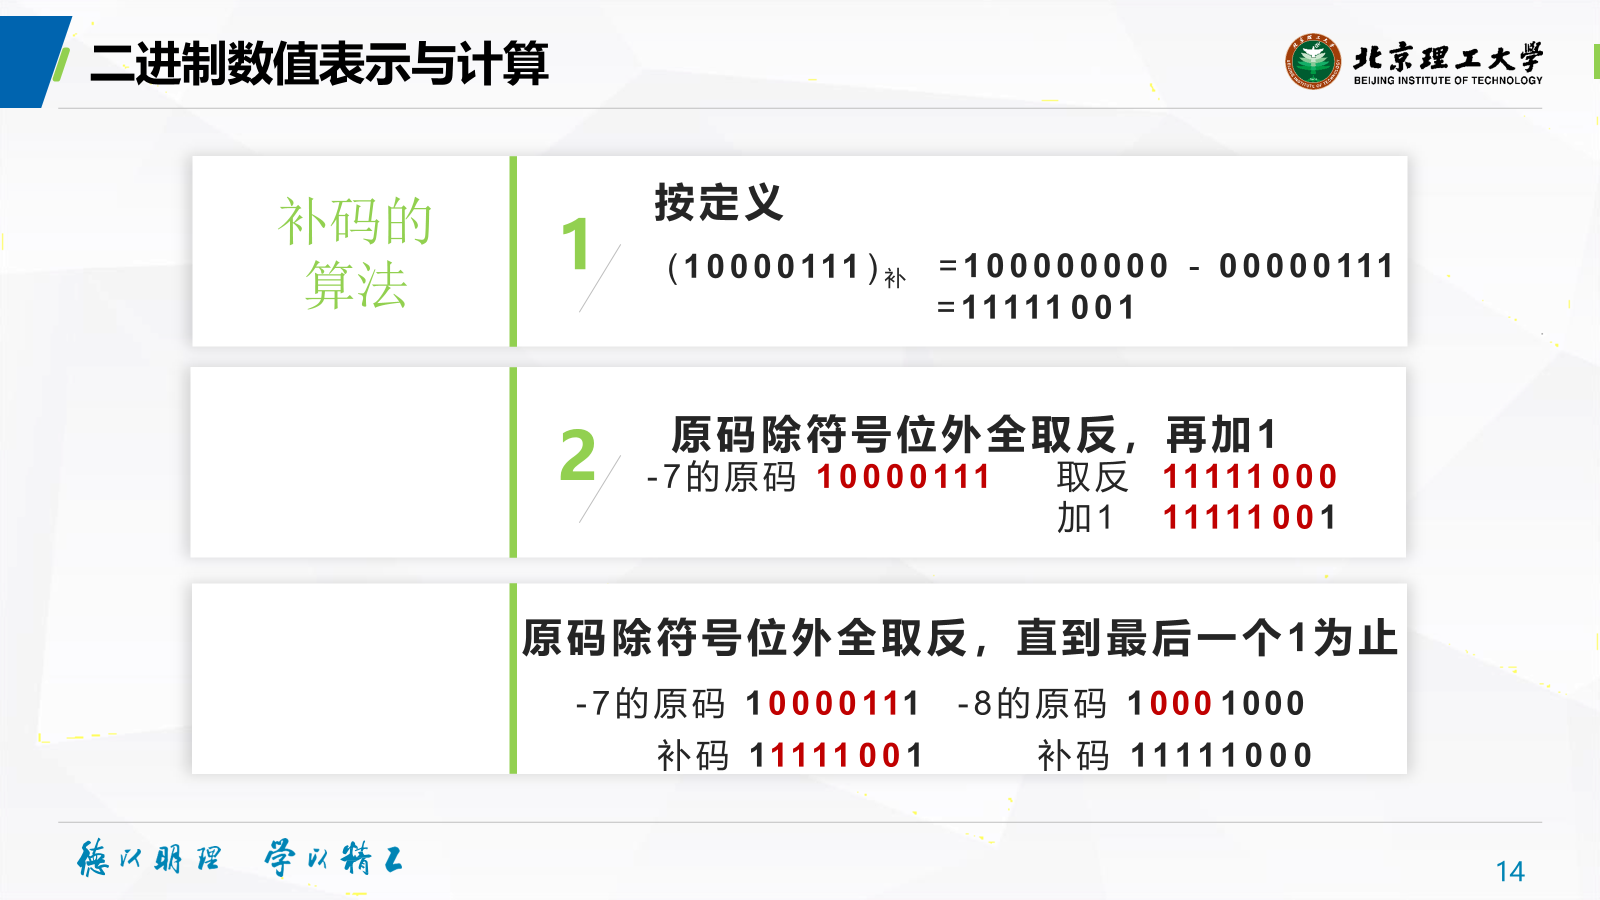 二进制数值表示与计算
北京理工大学
BEIJING INSTITUTE OF TECHNOLOGY
补码的
算法
1
按定义
(10000111)补 =100000000 - 00000111
=11111001
2
原码除符号位外全取反，再加1
-7的原码 10000111 取反 11111000
加1 11111001
原码除符号位外全取反，直到最后一个1为止
-7的原码 10000111 -8的原码 10001000
补码 11111001 补码 11111000
德以明理 学以精工
14